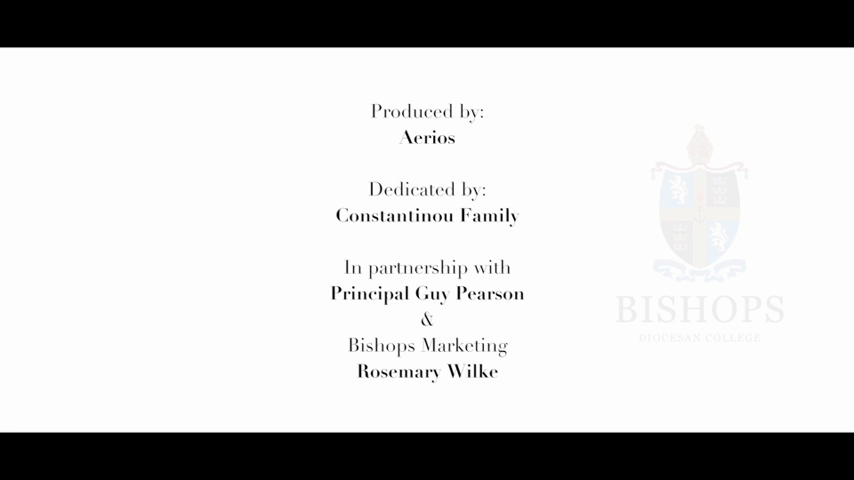 Produced by:
Aerios
Dedicated by:
Constantinou Family
In partnership with
Principal Guy Pearson
&
Bishops Marketing
Rosemary Wilke
BISHOPS
DIOCESAN COLLEGE